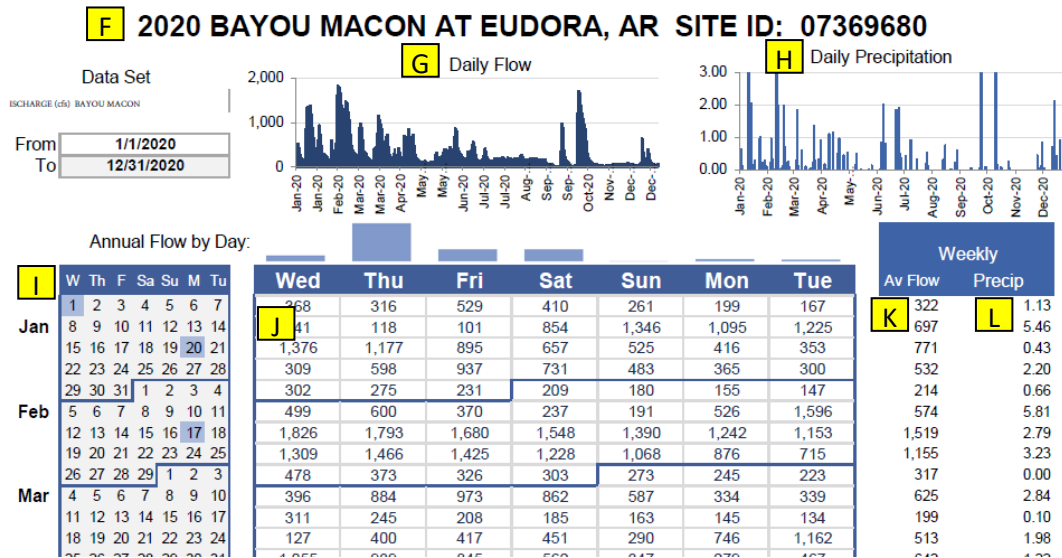 F 2020 BAYOU MACON AT EUDORA, AR SITE ID: 07369680
G Daily Flow
H Daily Precipitation
Data Set
ISCHARGE (cfs) BAYOU MACON
From 1/1/2020
To 12/31/2020
2,000
1,000
0
Jan-20 Jan-20 Feb-20 Mar-20 Mar-20 Apr-20 May- May- Jun-20 Jul-20 Jul-20 Aug- Sep- Sep- Oct-20 Nov- Dec- Dec-
3.00
2.00
1.00
0.00
Jan-20 Feb-20 Mar-20 Apr-20 May- Jun-20 Jul-20 Aug-20 Sep-20 Oct-20 Nov-20 Dec-20
Annual Flow by Day:
Weekly
I W Th F Sa Su M Tu Wed Thu Fri Sat Sun Mon Tue Av Flow Precip
1 2 3 4 5 6 7 J 68 316 529 410 261 199 167 K 322 L 1.13
Jan 8 9 10 11 12 13 14 41 118 101 854 1,346 1,095 1,225 697 5.46
15 16 17 18 19 20 21 1,376 1,177 895 657 525 416 353 771 0.43
22 23 24 25 26 27 28 309 598 937 731 483 365 300 532 2.20
29 30 31 1 2 3 4 302 275 231 209 180 155 147 214 0.66
Feb 5 6 7 8 9 10 11 499 600 370 237 191 526 1,596 574 5.81
12 13 14 15 16 17 18 1,826 1,793 1,680 1,548 1,390 1,242 1,153 1,519 2.79
19 20 21 22 23 24 25 1,309 1,466 1,425 1,228 1,068 876 715 1,155 3.23
26 27 28 29 1 2 3 478 373 326 303 273 245 223 317 0.00
Mar 4 5 6 7 8 9 10 396 884 973 862 587 334 339 625 2.84
11 12 13 14 15 16 17 311 245 208 185 163 145 134 199 0.10
18 19 20 21 22 23 24 127 400 417 451 290 746 1,162 513 1.98